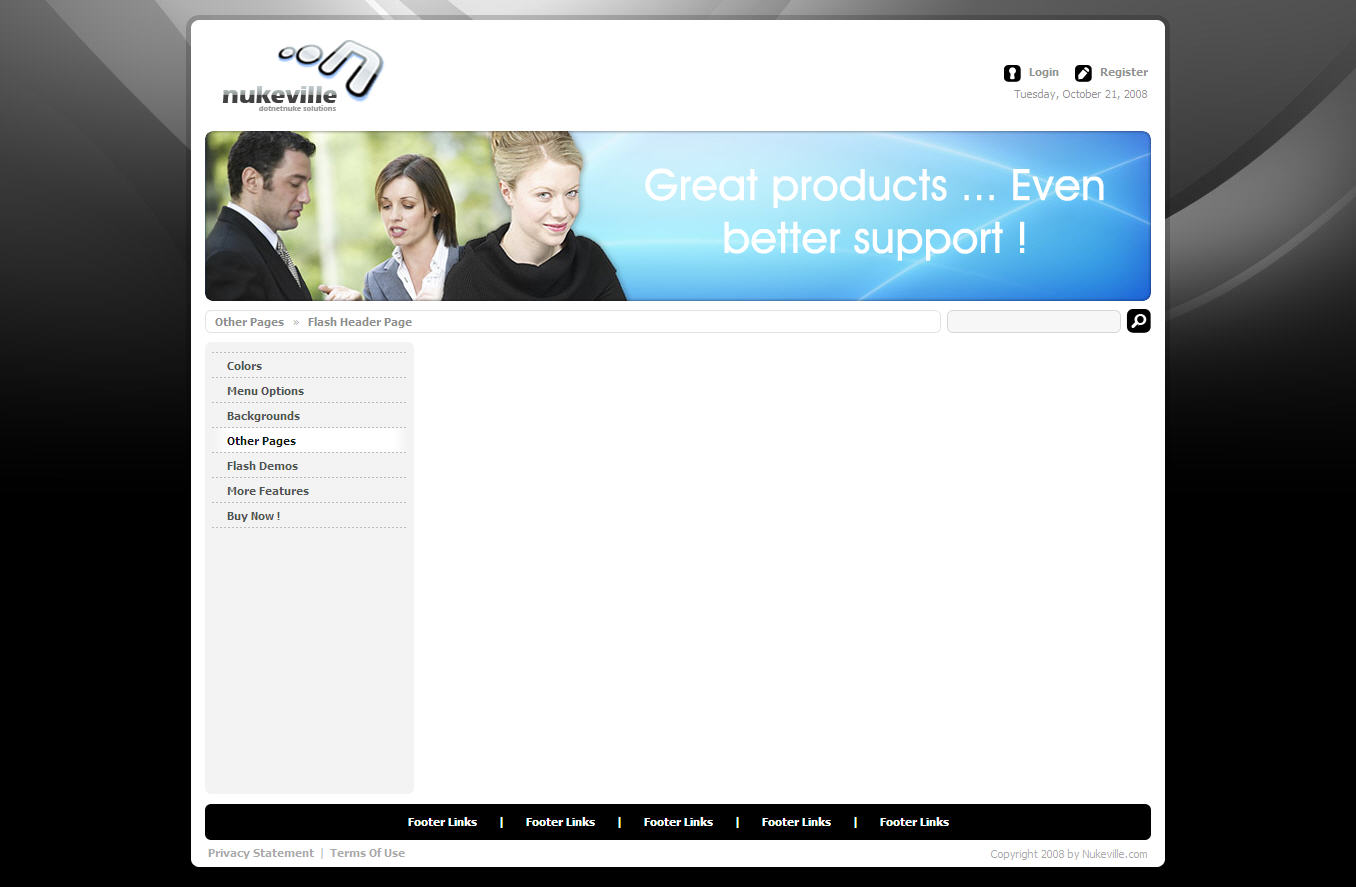 nukeville
dotnetnuke solutions
Login Register
Tuesday, October 21, 2008
Great products ... Even
better support !
Other Pages » Flash Header Page
Colors
Menu Options
Backgrounds
Other Pages
Flash Demos
More Features
Buy Now !
Footer Links | Footer Links | Footer Links | Footer Links | Footer Links
Privacy Statement | Terms Of Use
Copyright 2008 by Nukeville.com